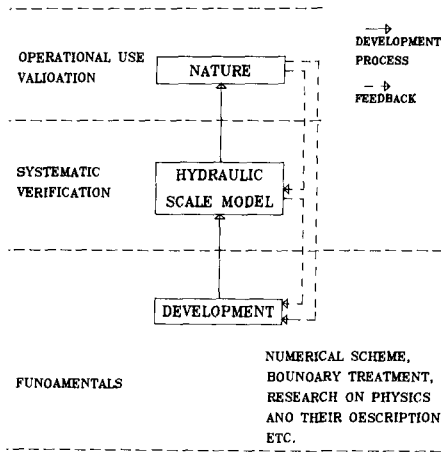 OPERATIONAL USE
VALIOATION
NATURE
DEVELOPMENT
PROCESS
FEEDBACK
SYSTEMATIC
VERIFICATION
HYDRAULIC
SCALE MODEL
DEVELOPMENT
FUNOAMENTALS
NUMERICAL SCHEME,
BOUNOARY TREATMENT,
RESEARCH ON PHYSICS
ANO THEIR OESCRIPTION
ETC.